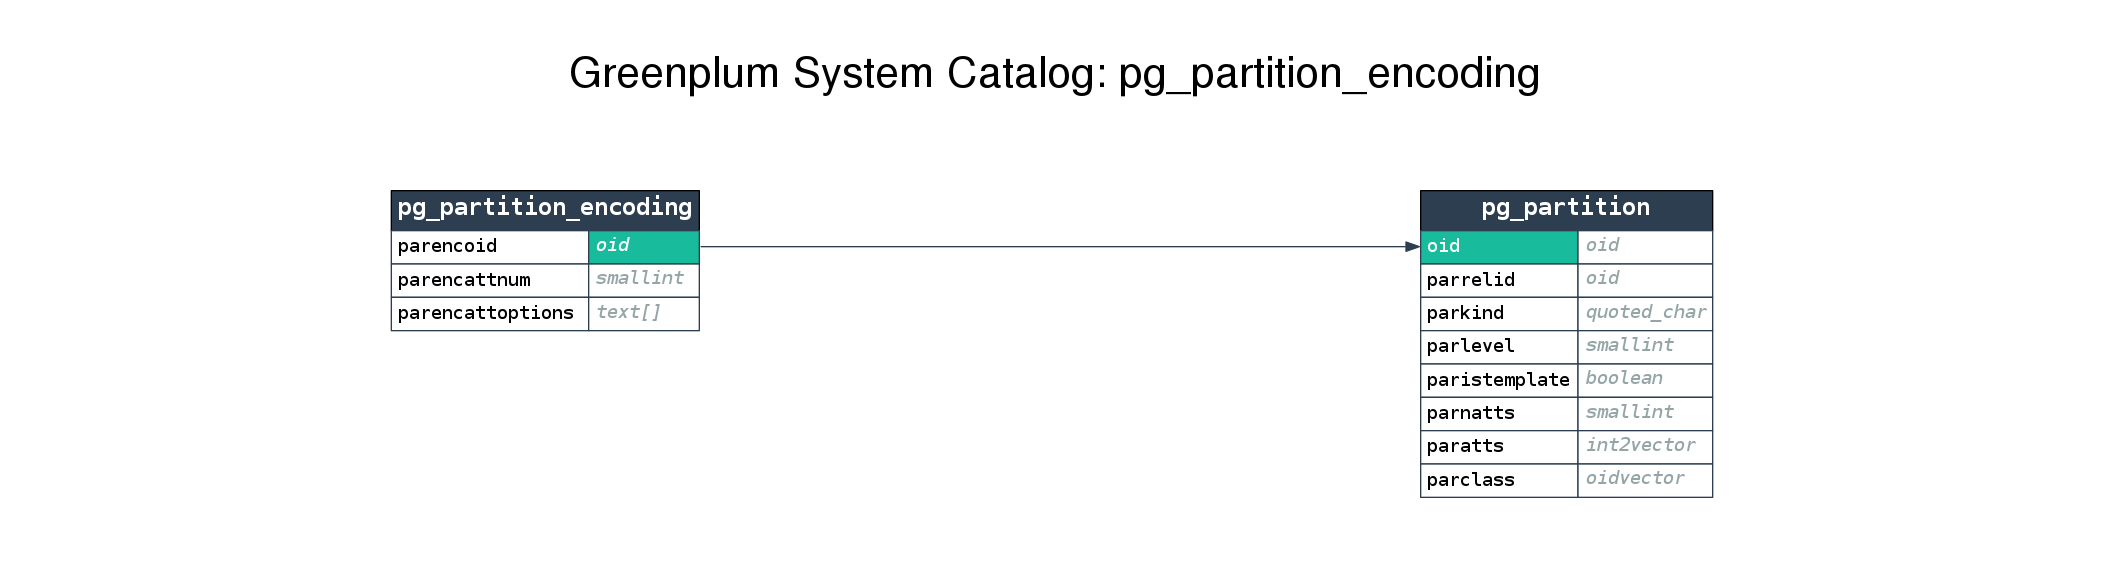 Greenplum System Catalog: pg_partition_encoding
pg_partition_encoding
parencoid oid
parencattnum smallint
parencattoptions text[]
pg_partition
oid oid
parrelid oid
parkind quoted_char
parlevel smallint
paristemplate boolean
parnatts smallint
paratts int2vector
parclass oidvector